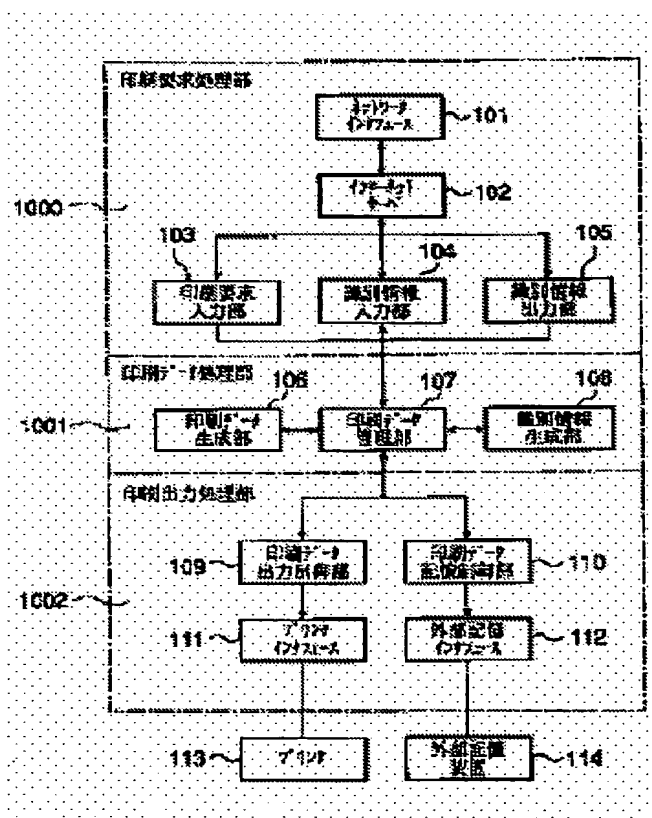 印刷要求処理部
ネットワーク
インタフェース
101
インターネット
サーバ
102
1000
103
104
105
印刷要求
入力部
識別情報
入力部
識別情報
出力部
印刷データ処理部
106
107
108
1001
印刷データ
生成部
印刷データ
管理部
識別情報
生成部
印刷出力処理部
109
印刷データ
出力制御部
印刷データ
記憶制御部
110
1002
111
プリンタ
インタフェース
外部記憶
インタフェース
112
113
プリンタ
外部記憶
装置
114